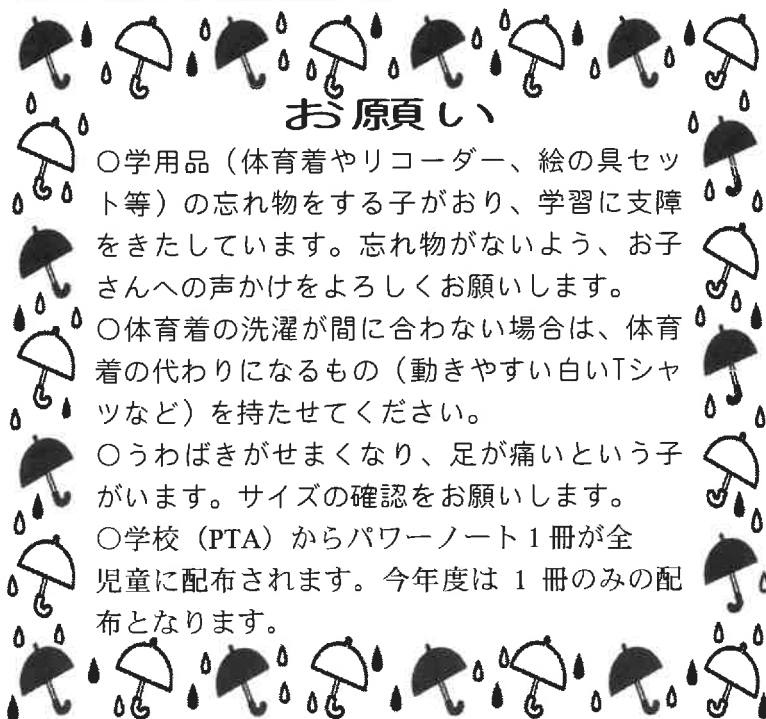 お願い
○学用品（体育着やリコーダー、絵の具セッ
ト等）の忘れ物をする子がおり、学習に支障
をきたしています。忘れ物がないよう、お子
さんへの声かけをよろしくお願いします。
○体育着の洗濯が間に合わない場合は、体育
着の代わりになるもの（動きやすい白いTシャ
ツなど）を持たせてください。
○うわばきがせまくなり、足が痛いという子
がいます。サイズの確認をお願いします。
○学校（PTA）からパワーノート1冊が全
児童に配布されます。今年度は 1 冊のみの配
布となります。